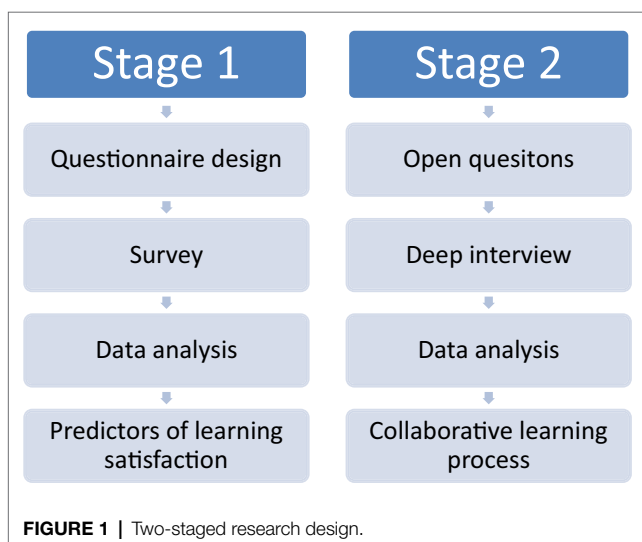 Stage 1
Questionnaire design
Survey
Data analysis
Predictors of learning
satisfaction
Stage 2
Open quesitons
Deep interview
Data analysis
Collaborative learning
process
FIGURE 1 | Two-staged research design.